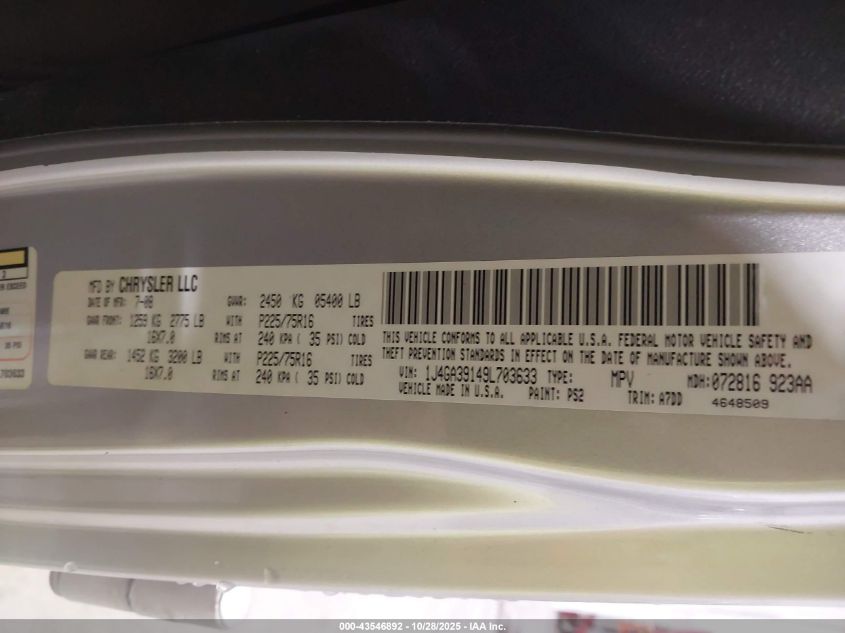 3
EXCEED
35 PSI
L703633
MFD BY CHRYSLER LLC
DATE OF MFR: 7-08 GVWR: 2450 KG 05400 LB
GAWR FRONT: 1259 KG 2775 LB WITH P225/75R16 TIRES
16X7.0 RIMS AT 240 KPA ( 35 PSI) COLD
GAWR REAR: 1452 KG 3200 LB WITH P225/75R16 TIRES
16X7.0 RIMS AT 240 KPA ( 35 PSI) COLD
THIS VEHICLE CONFORMS TO ALL APPLICABLE U.S.A. FEDERAL MOTOR VEHICLE SAFETY AND
THEFT PREVENTION STANDARDS IN EFFECT ON THE DATE OF MANUFACTURE SHOWN ABOVE.
VIN: 1J4GA39149L703633 TYPE: MPV MDH: 072816 923AA
VEHICLE MADE IN U.S.A. PAINT: PS2 TRIM: A7DD 4648509
000-43546892 - 10/28/2025 - IAA Inc.